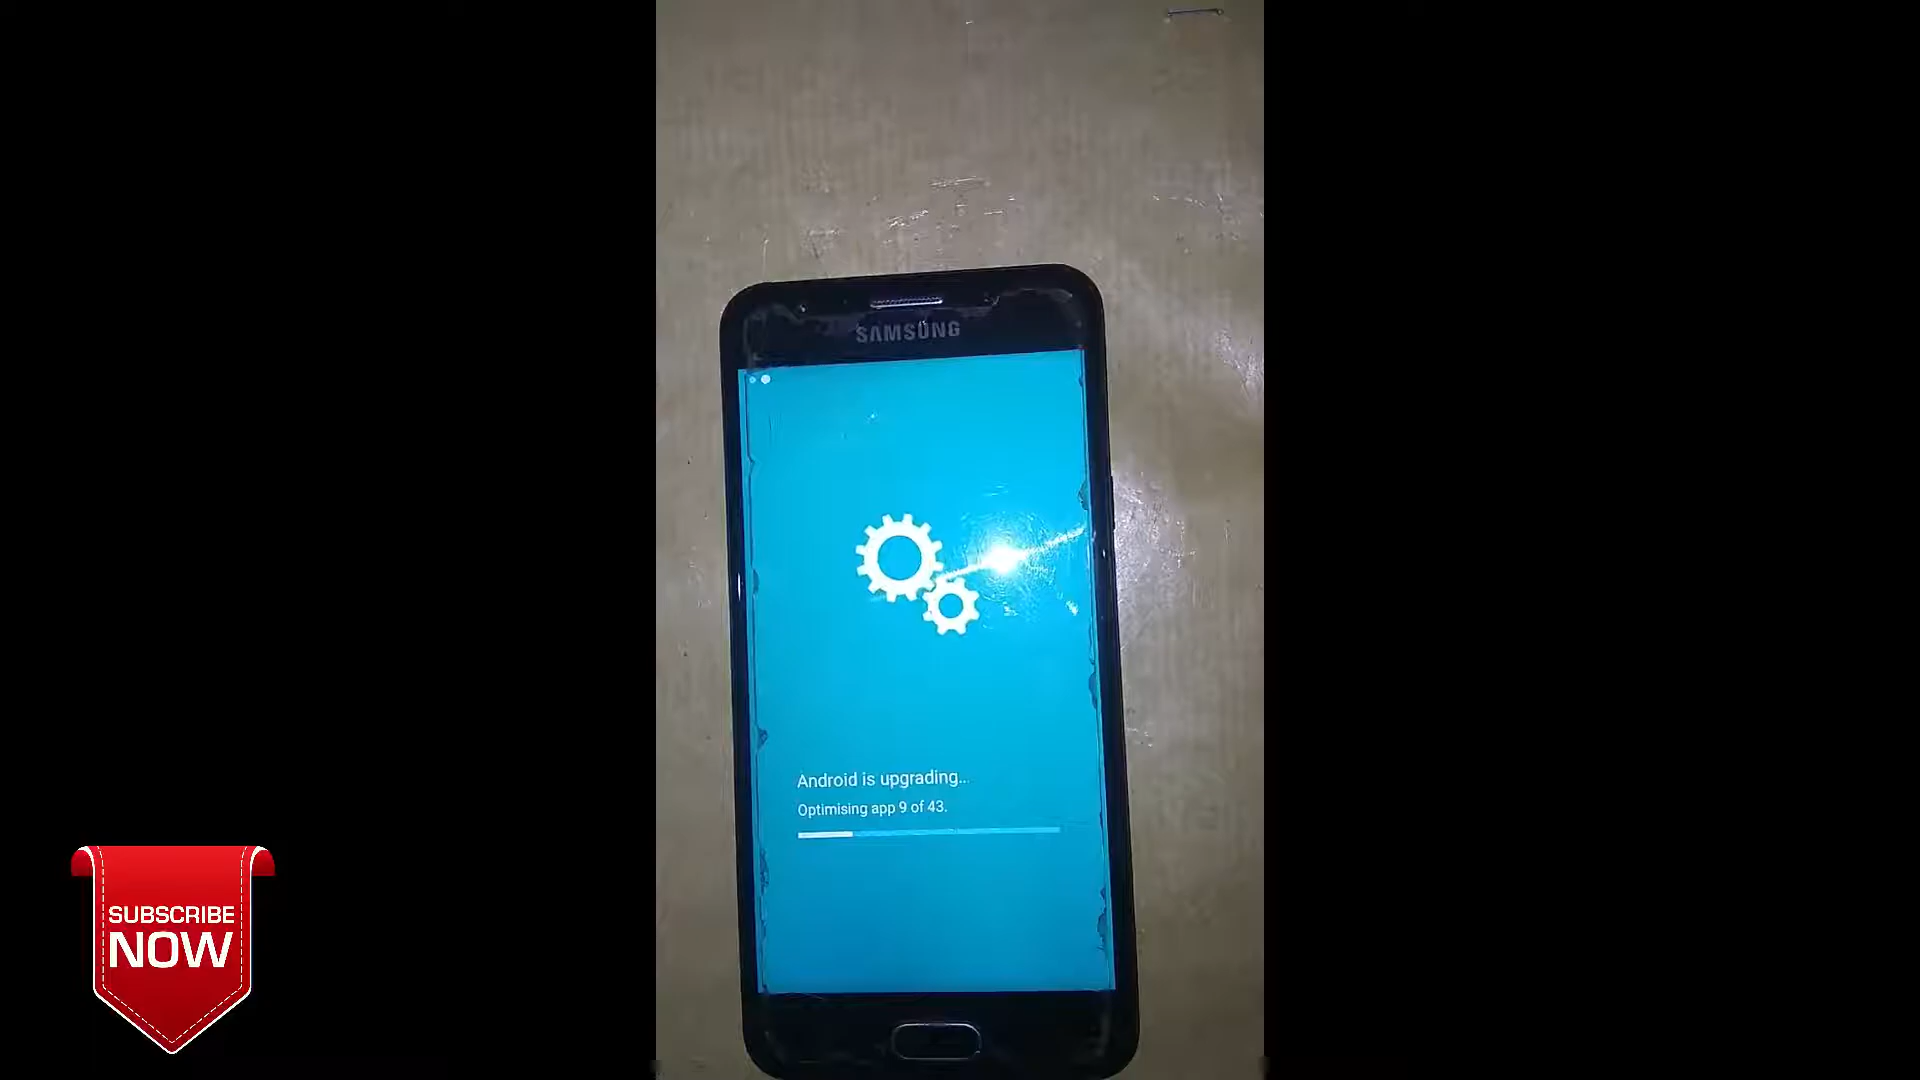 SAMSUNG
Android is upgrading...
Optimising app 9 of 43.
SUBSCRIBE
NOW